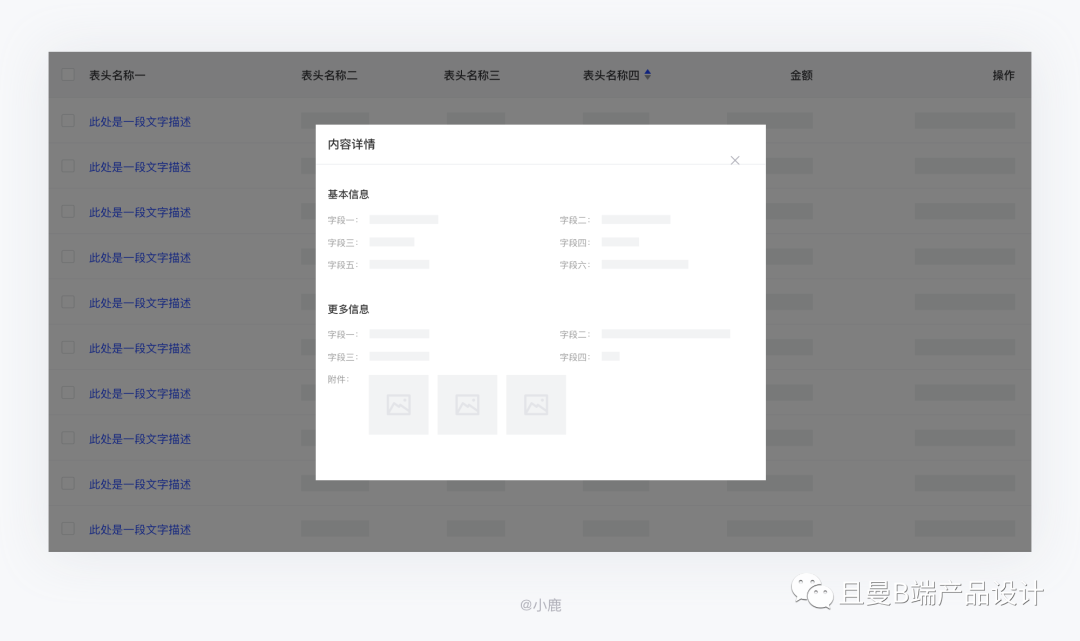 表头名称一 表头名称二 表头名称三 表头名称四 金额 操作
此处是一段文字描述
此处是一段文字描述
此处是一段文字描述
此处是一段文字描述
此处是一段文字描述
此处是一段文字描述
此处是一段文字描述
此处是一段文字描述
此处是一段文字描述
此处是一段文字描述
内容详情
基本信息
字段一: 字段二:
字段三: 字段四:
字段五: 字段六:
更多信息
字段一: 字段二:
字段三: 字段四:
附件:
@小鹿
且曼B端产品设计